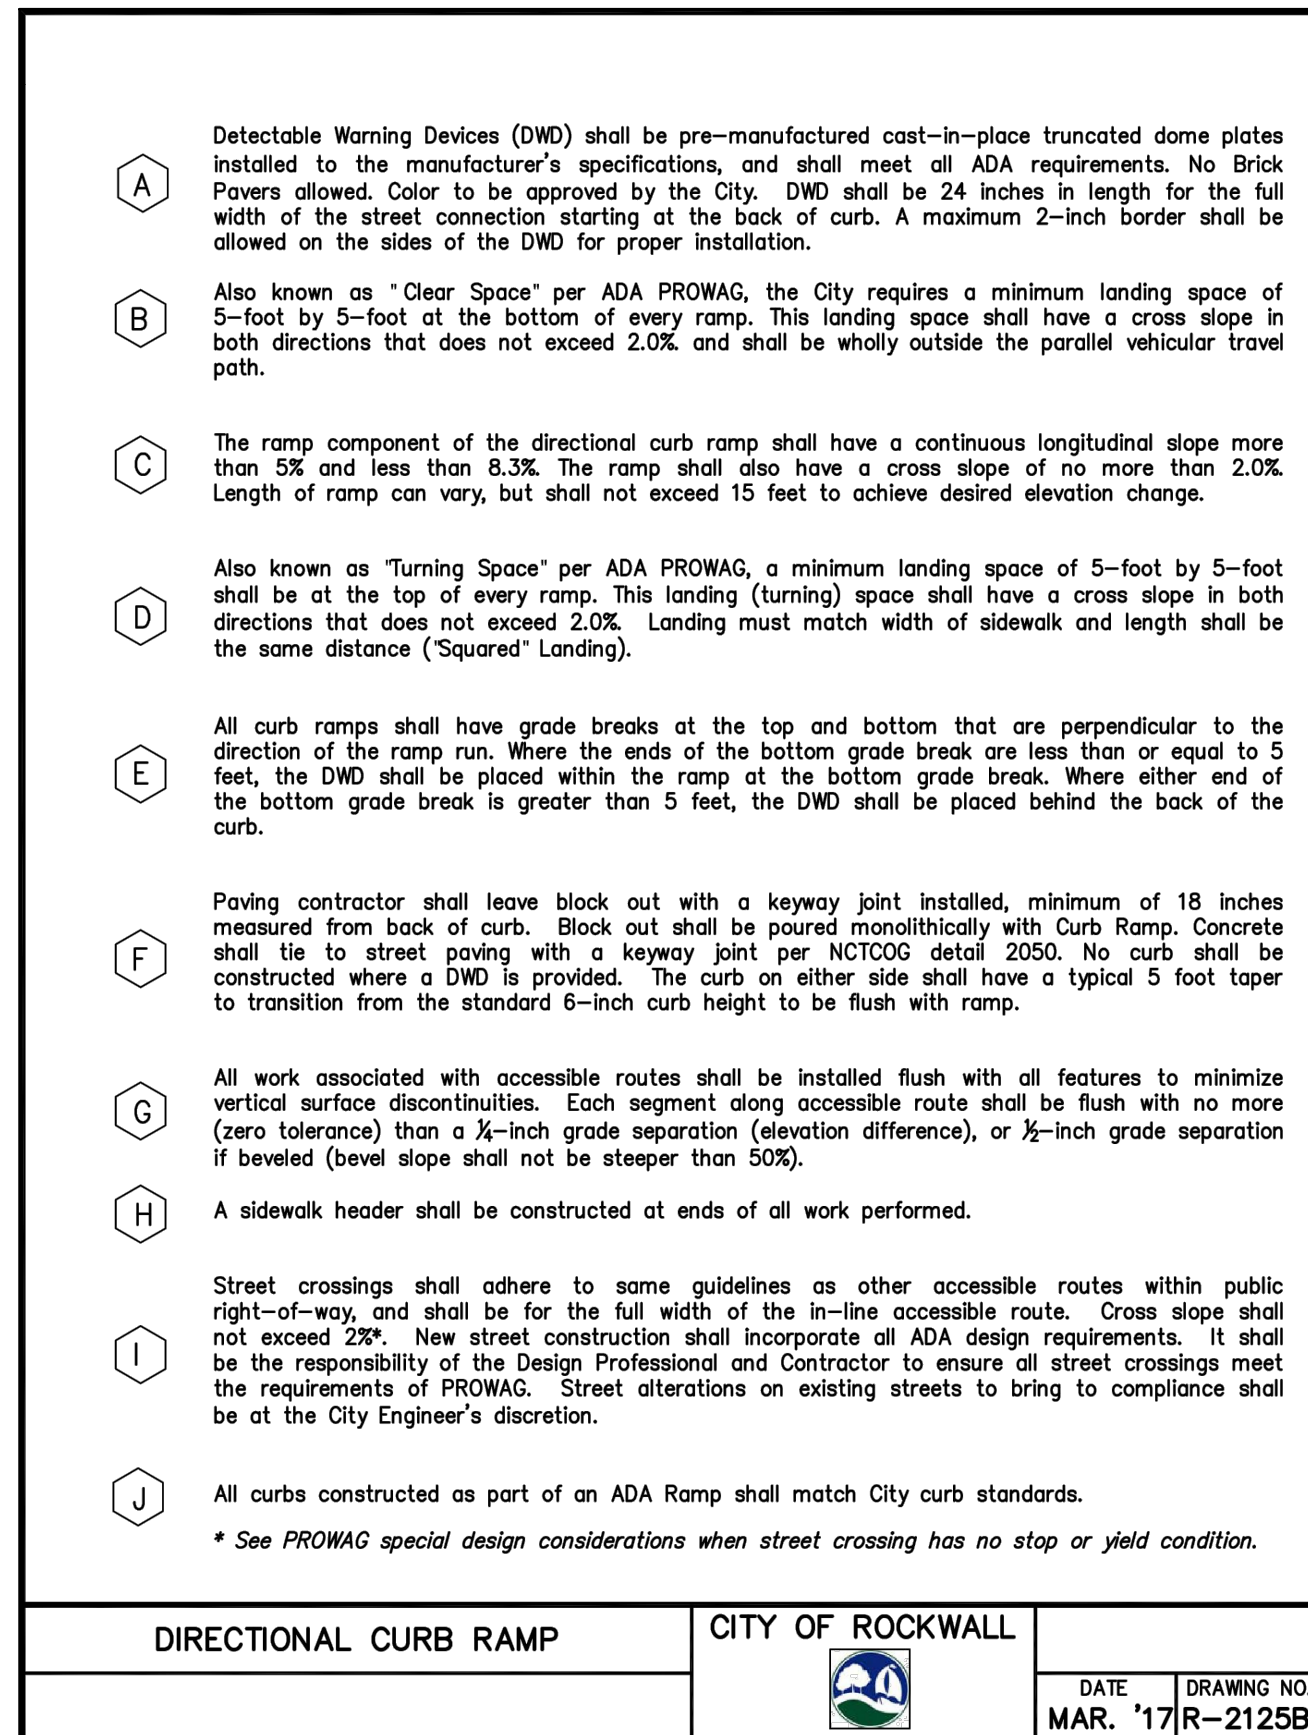 A
Detectable Warning Devices (DWD) shall be pre-manufactured cast-in-place truncated dome plates
installed to the manufacturer's specifications, and shall meet all ADA requirements. No Brick
Pavers allowed. Color to be approved by the City. DWD shall be 24 inches in length for the full
width of the street connection starting at the back of curb. A maximum 2-inch border shall be
allowed on the sides of the DWD for proper installation.
B
Also known as "Clear Space" per ADA PROWAG, the City requires a minimum landing space of
5-foot by 5-foot at the bottom of every ramp. This landing space shall have a cross slope in
both directions that does not exceed 2.0%. and shall be wholly outside the parallel vehicular travel
path.
C
The ramp component of the directional curb ramp shall have a continuous longitudinal slope more
than 5% and less than 8.3%. The ramp shall also have a cross slope of no more than 2.0%.
Length of ramp can vary, but shall not exceed 15 feet to achieve desired elevation change.
D
Also known as "Turning Space" per ADA PROWAG, a minimum landing space of 5-foot by 5-foot
shall be at the top of every ramp. This landing (turning) space shall have a cross slope in both
directions that does not exceed 2.0%. Landing must match width of sidewalk and length shall be
the same distance ("Squared" Landing).
E
All curb ramps shall have grade breaks at the top and bottom that are perpendicular to the
direction of the ramp run. Where the ends of the bottom grade break are less than or equal to 5
feet, the DWD shall be placed within the ramp at the bottom grade break. Where either end of
the bottom grade break is greater than 5 feet, the DWD shall be placed behind the back of the
curb.
F
Paving contractor shall leave block out with a keyway joint installed, minimum of 18 inches
measured from back of curb. Block out shall be poured monolithically with Curb Ramp. Concrete
shall tie to street paving with a keyway joint per NCTCOG detail 2050. No curb shall be
constructed where a DWD is provided. The curb on either side shall have a typical 5 foot taper
to transition from the standard 6-inch curb height to be flush with ramp.
G
All work associated with accessible routes shall be installed flush with all features to minimize
vertical surface discontinuities. Each segment along accessible route shall be flush with no more
(zero tolerance) than a ¼-inch grade separation (elevation difference), or ½-inch grade separation
if beveled (bevel slope shall not be steeper than 50%).
H
A sidewalk header shall be constructed at ends of all work performed.
I
Street crossings shall adhere to same guidelines as other accessible routes within public
right-of-way, and shall be for the full width of the in-line accessible route. Cross slope shall
not exceed 2%*. New street construction shall incorporate all ADA design requirements. It shall
be the responsibility of the Design Professional and Contractor to ensure all street crossings meet
the requirements of PROWAG. Street alterations on existing streets to bring to compliance shall
be at the City Engineer's discretion.
J
All curbs constructed as part of an ADA Ramp shall match City curb standards.
* See PROWAG special design considerations when street crossing has no stop or yield condition.
DIRECTIONAL CURB RAMP
CITY OF ROCKWALL
DATE
MAR. '17
DRAWING NO.
R-2125B